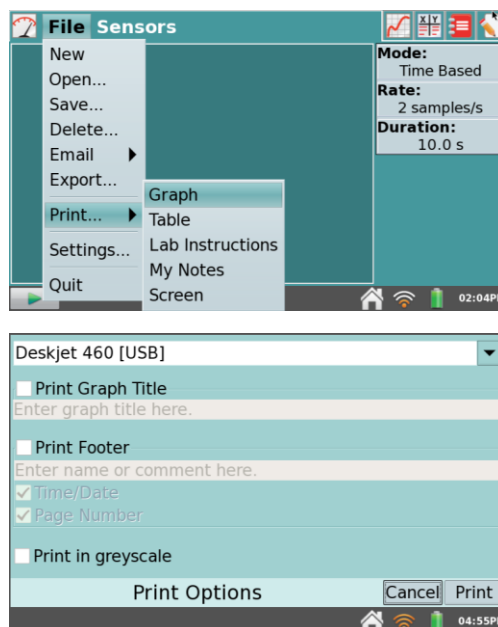 File Sensors
New
Open...
Save...
Delete...
Email
Export...
Print...
Settings...
Quit
Graph
Table
Lab Instructions
My Notes
Screen
Mode:
Time Based
Rate:
2 samples/s
Duration:
10.0 s
02:04P
Deskjet 460 [USB]
Print Graph Title
Enter graph title here.
Print Footer
Enter name or comment here.
Time/Date
Page Number
Print in greyscale
Print Options
Cancel Print
04:55P